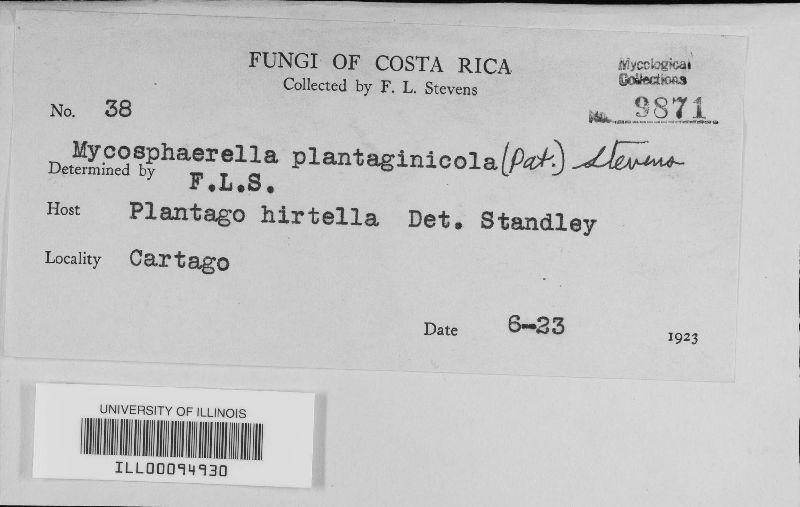 FUNGI OF COSTA RICA
Collected by F. L. Stevens
Mycological
Collections
No. 9871
No. 38
Mycosphaerella plantaginicola (Pat.) Stevens
Determined by F.L.S.
Host Plantago hirtella Det. Standley
Locality Cartago
Date 6-23 1923
UNIVERSITY OF ILLINOIS
ILL00094930